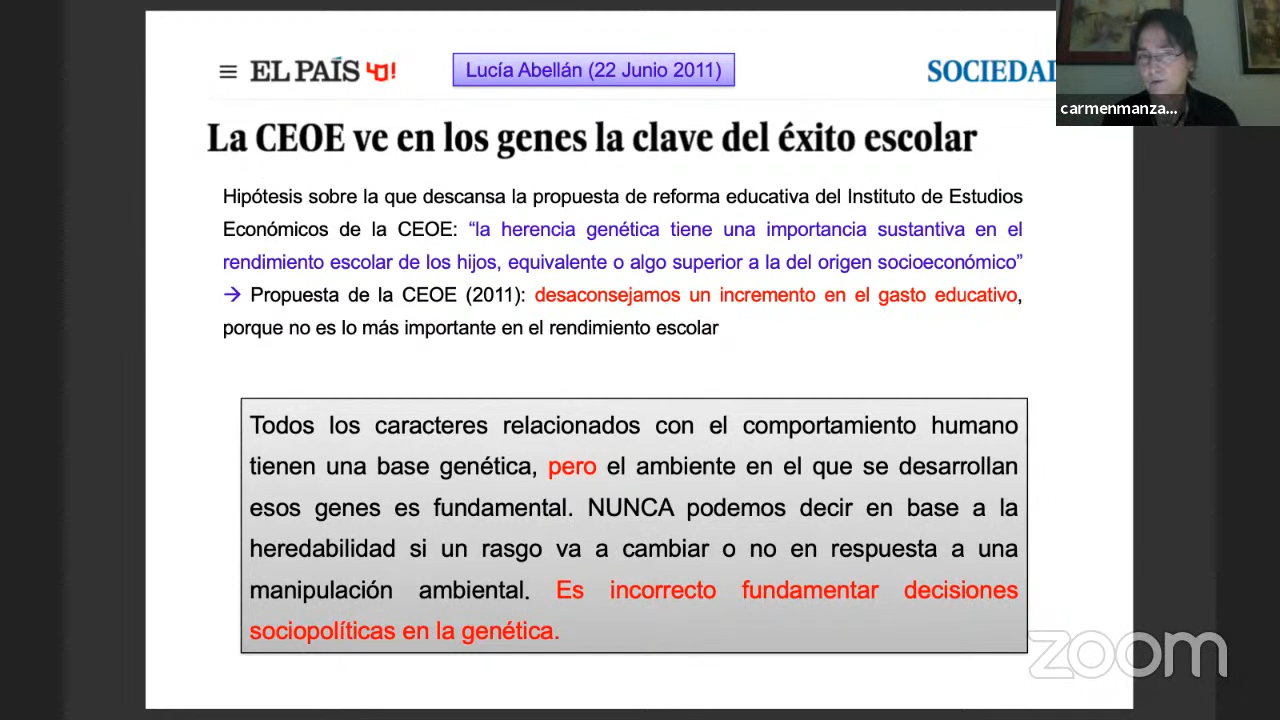 EL PAÍS 40!
Lucía Abellán (22 Junio 2011)
SOCIEDAD
carmenmanza...
La CEOE ve en los genes la clave del éxito escolar
Hipótesis sobre la que descansa la propuesta de reforma educativa del Instituto de Estudios
Económicos de la CEOE: “la herencia genética tiene una importancia sustantiva en el
rendimiento escolar de los hijos, equivalente o algo superior a la del origen socioeconómico”
→ Propuesta de la CEOE (2011): desaconsejamos un incremento en el gasto educativo,
porque no es lo más importante en el rendimiento escolar
Todos los caracteres relacionados con el comportamiento humano
tienen una base genética, pero el ambiente en el que se desarrollan
esos genes es fundamental. NUNCA podemos decir en base a la
heredabilidad si un rasgo va a cambiar o no en respuesta a una
manipulación ambiental. Es incorrecto fundamentar decisiones
sociopolíticas en la genética.
zoom